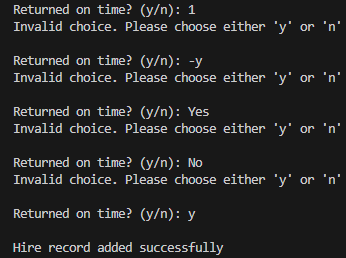 Returned on time? (y/n): 1
Invalid choice. Please choose either 'y' or 'n'
Returned on time? (y/n): -y
Invalid choice. Please choose either 'y' or 'n'
Returned on time? (y/n): Yes
Invalid choice. Please choose either 'y' or 'n'
Returned on time? (y/n): No
Invalid choice. Please choose either 'y' or 'n'
Returned on time? (y/n): y
Hire record added successfully